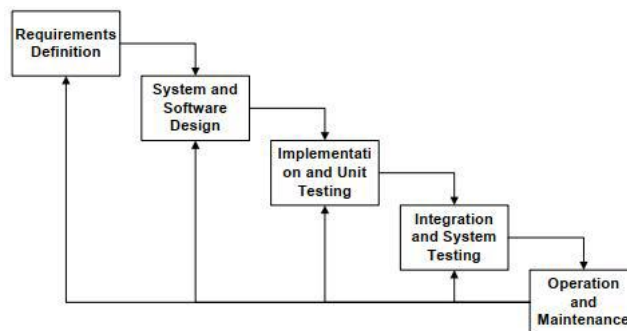 Requirements
Definition
System and
Software
Design
Implementati
on and Unit
Testing
Integration
and System
Testing
Operation
and
Maintenance